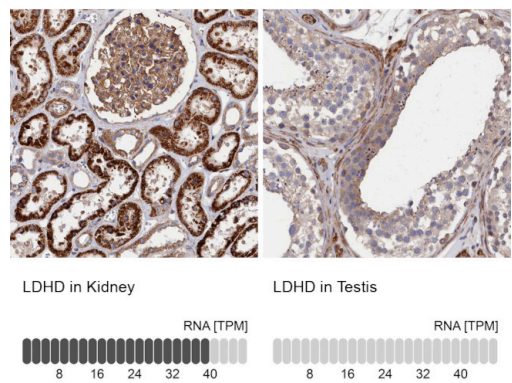 LDHD in Kidney
RNA [TPM]
8 16 24 32 40
LDHD in Testis
RNA [TPM]
8 16 24 32 40